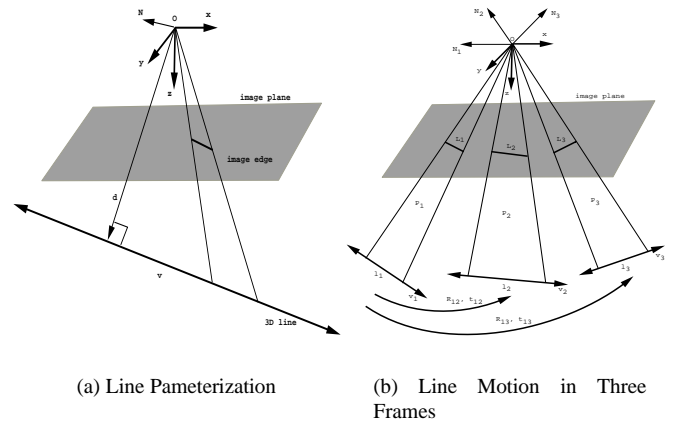 N
O
x
y
z
image plane
image edge
d
v
3D line
(a) Line Pameterization
N2
N3
O
x
N1
y
z
image plane
L1
L2
L3
P1
P2
P3
l1
v1
l2
v2
l3
v3
R12, t12
R13, t13
(b) Line Motion in Three
Frames